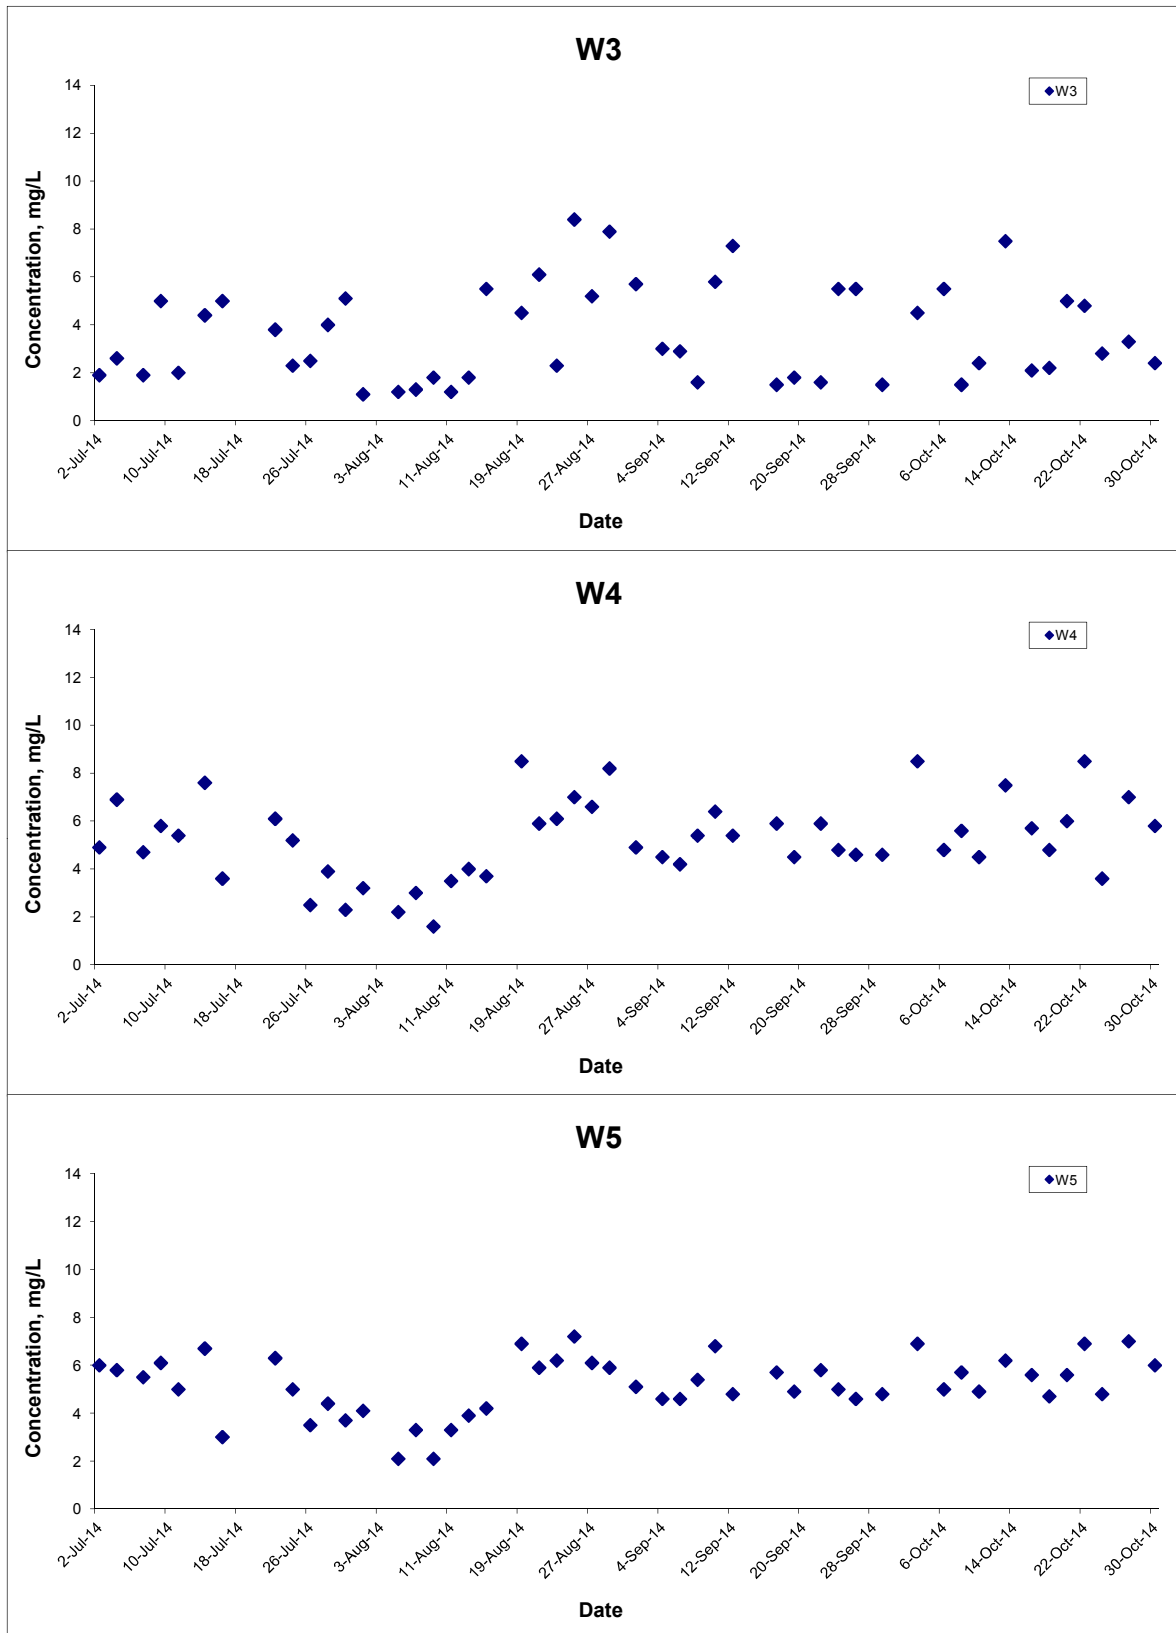 W3
W3
14
12
10
8
6
4
2
0
Concentration, mg/L
2-Jul-14 10-Jul-14 18-Jul-14 26-Jul-14 3-Aug-14 11-Aug-14 19-Aug-14 27-Aug-14 4-Sep-14 12-Sep-14 20-Sep-14 28-Sep-14 6-Oct-14 14-Oct-14 22-Oct-14 30-Oct-14
Date
W4
W4
14
12
10
8
6
4
2
0
Concentration, mg/L
2-Jul-14 10-Jul-14 18-Jul-14 26-Jul-14 3-Aug-14 11-Aug-14 19-Aug-14 27-Aug-14 4-Sep-14 12-Sep-14 20-Sep-14 28-Sep-14 6-Oct-14 14-Oct-14 22-Oct-14 30-Oct-14
Date
W5
W5
14
12
10
8
6
4
2
0
Concentration, mg/L
2-Jul-14 10-Jul-14 18-Jul-14 26-Jul-14 3-Aug-14 11-Aug-14 19-Aug-14 27-Aug-14 4-Sep-14 12-Sep-14 20-Sep-14 28-Sep-14 6-Oct-14 14-Oct-14 22-Oct-14 30-Oct-14
Date